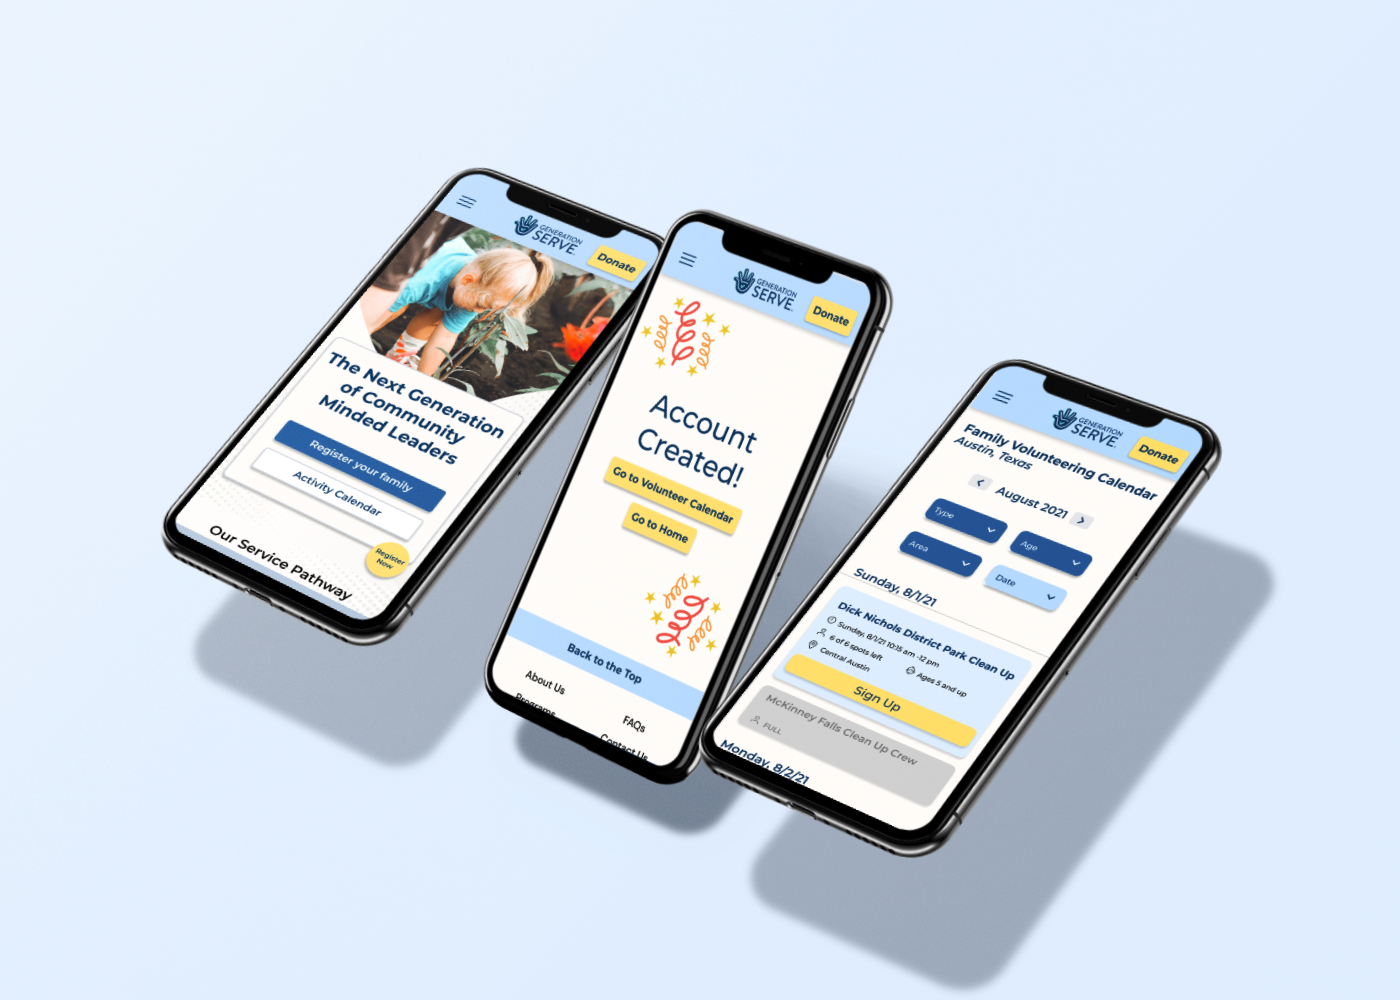 GENERATION
SERVE
Donate
The Next Generation
of Community
Minded Leaders
Register your family
Activity Calendar
Register
Now
Our Service Pathway
GENERATION
SERVE
Donate
Account
Created!
Go to Volunteer Calendar
Go to Home
Back to the Top
About Us
FAQs
Programs
Contact Us
GENERATION
SERVE
Donate
Family Volunteering Calendar
Austin, Texas
August 2021
Type
Age
Area
Date
Sunday, 8/1/21
Dick Nichols District Park Clean Up
Sunday, 8/1/21 10:15 am -12 pm
6 of 6 spots left
Ages 5 and up
Central Austin
Sign Up
McKinney Falls Clean Up Crew
FULL
Monday, 8/2/21